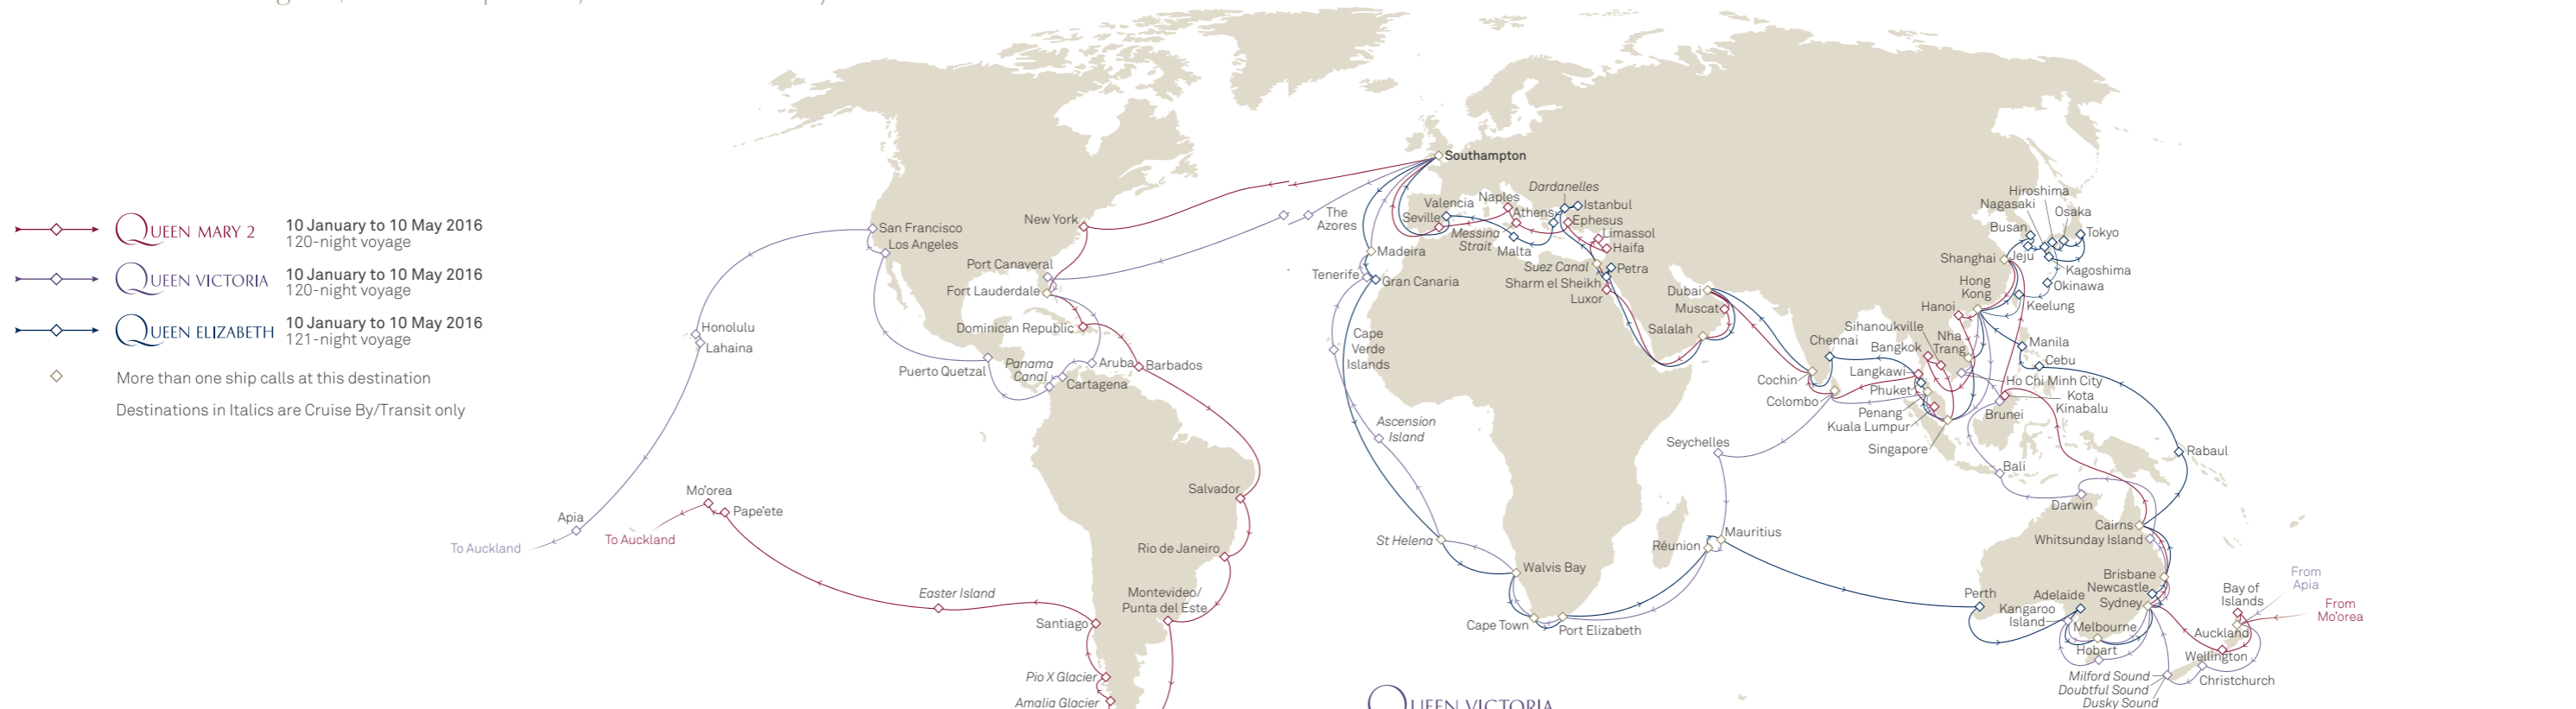 QUEEN MARY 2
10 January to 10 May 2016
120-night voyage
QUEEN VICTORIA
10 January to 10 May 2016
120-night voyage
QUEEN ELIZABETH
10 January to 10 May 2016
121-night voyage
More than one ship calls at this destination
Destinations in Italics are Cruise By/Transit only
San Francisco
Los Angeles
Honolulu
Lahaina
Apia
To Auckland
Mo'orea
Pape'ete
To Auckland
New York
Port Canaveral
Fort Lauderdale
Dominican Republic
Puerto Quetzal
Panama
Canal
Aruba
Barbados
Cartagena
Salvador
Rio de Janeiro
Montevideo/
Punta del Este
Easter Island
Santiago
Pio X Glacier
Amalia Glacier
Southampton
The
Azores
Madeira
Tenerife
Gran Canaria
Cape
Verde
Islands
Ascension
Island
St Helena
Walvis Bay
Cape Town
Port Elizabeth
Seville
Valencia
Naples
Messina
Strait
Malta
Athens
Dardanelles
Istanbul
Ephesus
Limassol
Haifa
Suez Canal
Petra
Sharm el Sheikh
Luxor
Dubai
Muscat
Salalah
Seychelles
Mauritius
Réunion
Cochin
Colombo
Chennai
Sihanoukville
Bangkok
Langkawi
Phuket
Penang
Kuala Lumpur
Singapore
Hanoi
Nha
Trang
Ho Chi Minh City
Kota
Kinabalu
Brunei
Bali
Hong
Kong
Shanghai
Jeju
Busan
Nagasaki
Hiroshima
Osaka
Tokyo
Kagoshima
Okinawa
Keelung
Manila
Cebu
Rabaul
Darwin
Cairns
Whitsunday Island
Brisbane
Newcastle
Sydney
Perth
Adelaide
Kangaroo
Island
Melbourne
Hobart
Bay of
Islands
Auckland
Wellington
Christchurch
Milford Sound
Doubtful Sound
Dusky Sound
From
Apia
From
Mo'orea
QUEEN VICTORIA